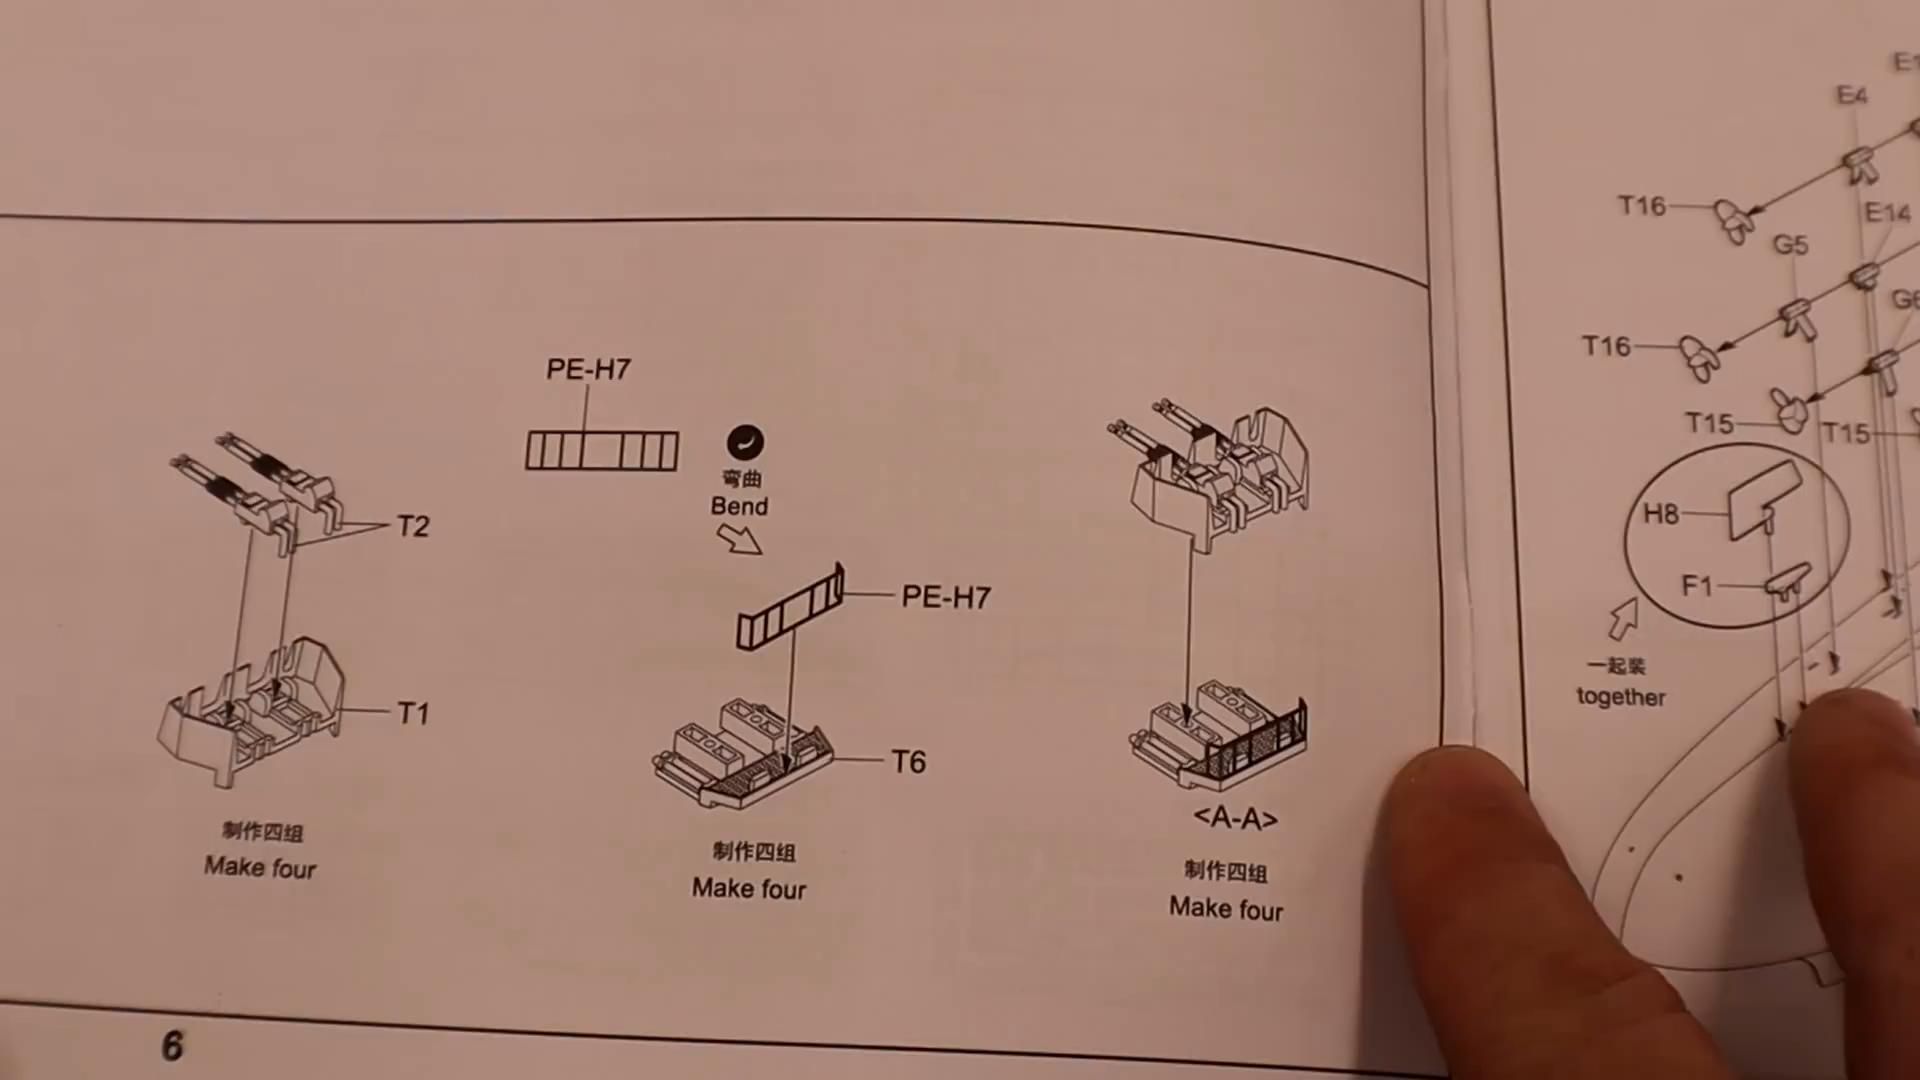 PE-H7
弯曲
Bend
T2
PE-H7
T1
T6
制作四组
Make four
制作四组
Make four
<A-A>
制作四组
Make four
6
E4
T16
E14
G5
T16
T15
T15
H8
F1
一起装
together